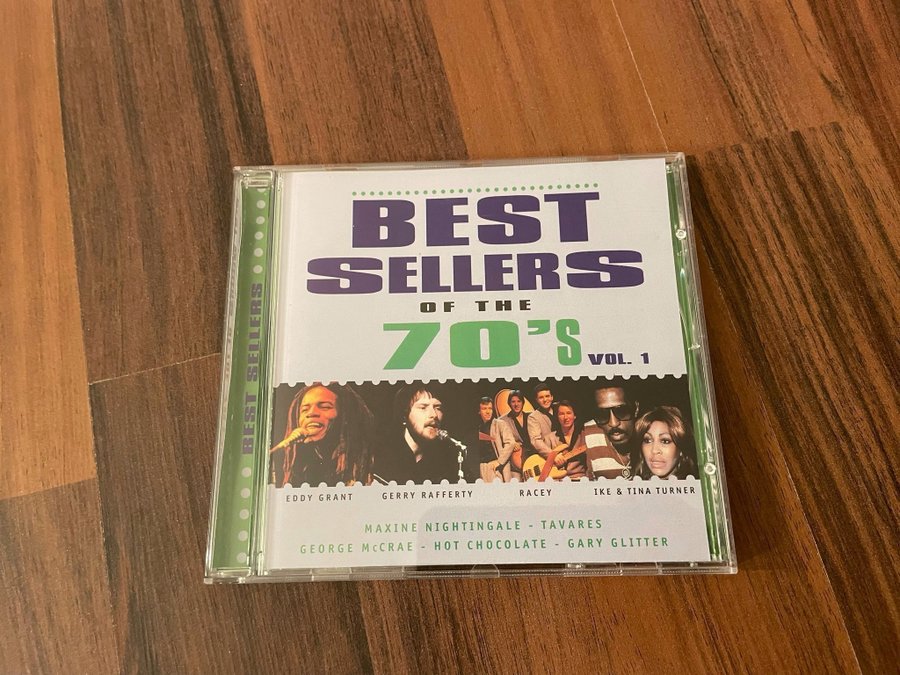 BEST SELLERS
BEST
SELLERS
OF THE
70'S VOL. 1
EDDY GRANT GERRY RAFFERTY RACEY IKE & TINA TURNER
MAXINE NIGHTINGALE - TAVARES
GEORGE McCRAE - HOT CHOCOLATE - GARY GLITTER